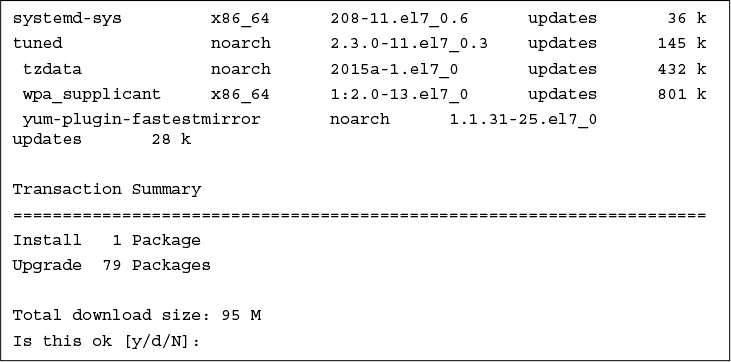 systemd-sys         x86_64      208-11.el7_0.6      updates       36 k
tuned               noarch      2.3.0-11.el7_0.3    updates      145 k
 tzdata             noarch      2015a-1.el7_0       updates      432 k
 wpa_supplicant     x86_64      1:2.0-13.el7_0      updates      801 k
 yum-plugin-fastestmirror       noarch      1.1.31-25.el7_0
updates       28 k
Transaction Summary
======================================================================
Install   1 Package
Upgrade  79 Packages
Total download size: 95 M
Is this ok [y/d/N]: